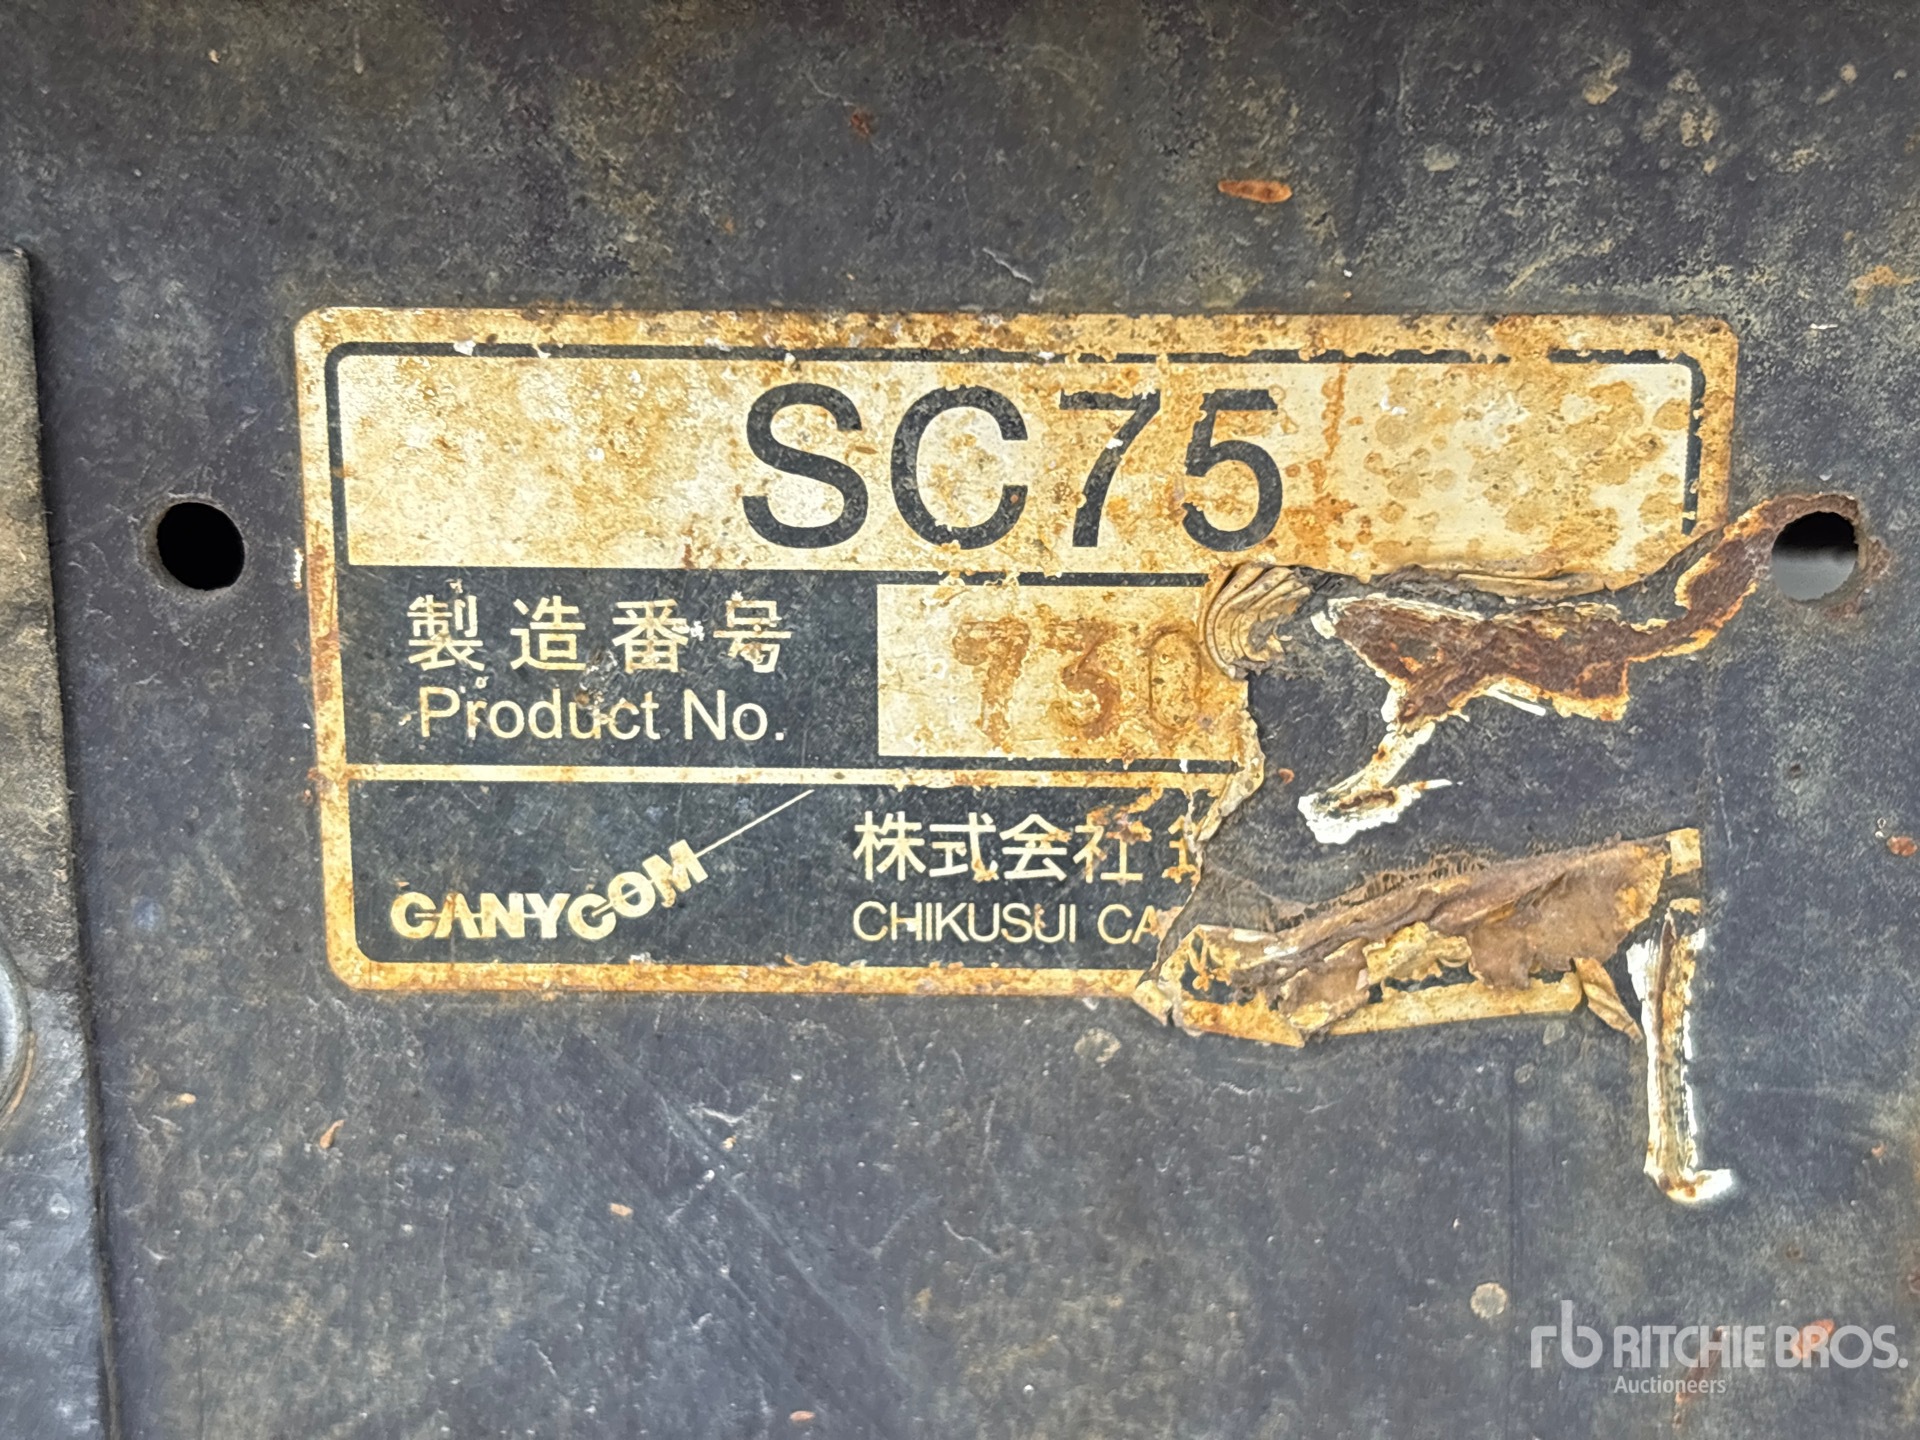 SC75
製造番号
Product No.
730
CANYCOM
株式会社
CHIKUSUI CA
RITCHIE BROS.
Auctioneers